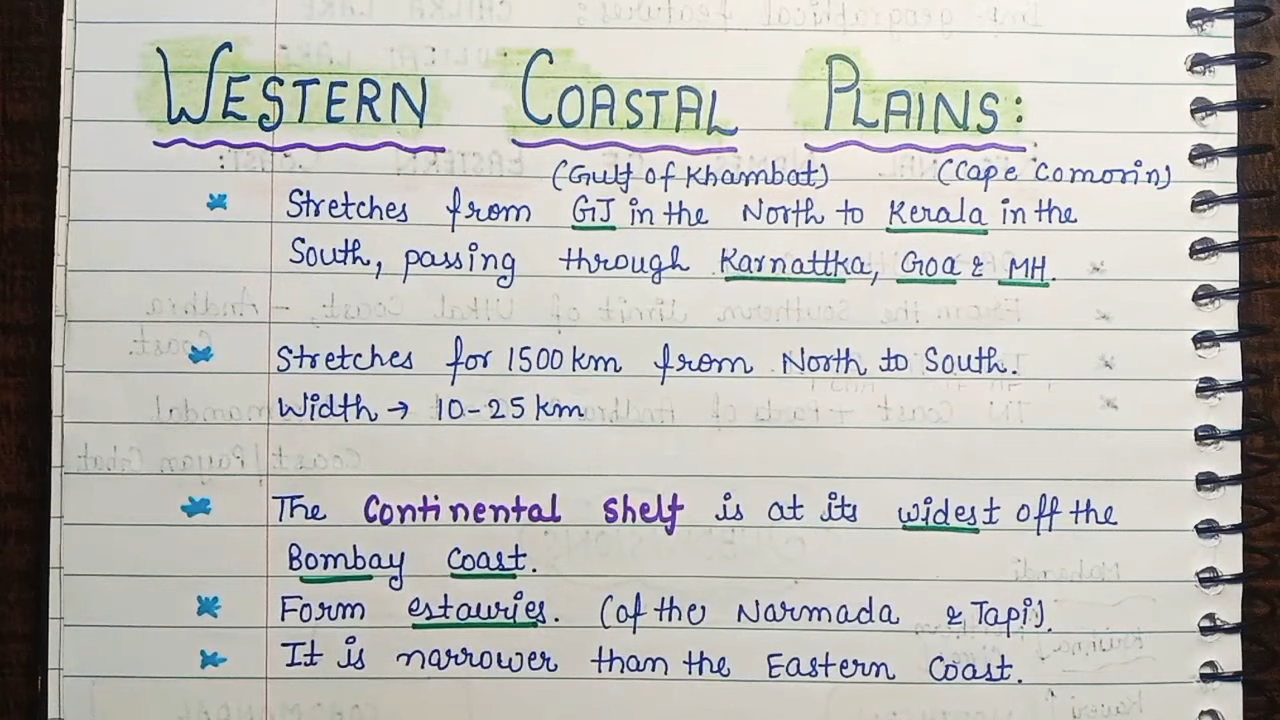 WESTERN COASTAL PLAINS:
(Gulf of Khambat) (Cape Comorin)
* Stretches from GJ in the North to Kerala in the
South, passing through Karnattka, Goa & MH.
* Stretches for 1500 km from North to South.
Width → 10-25 km
* The Continental shelf is at its widest off the
Bombay Coast.
* Form estauries. (of the Narmada & Tapi).
* It is narrower than the Eastern Coast.